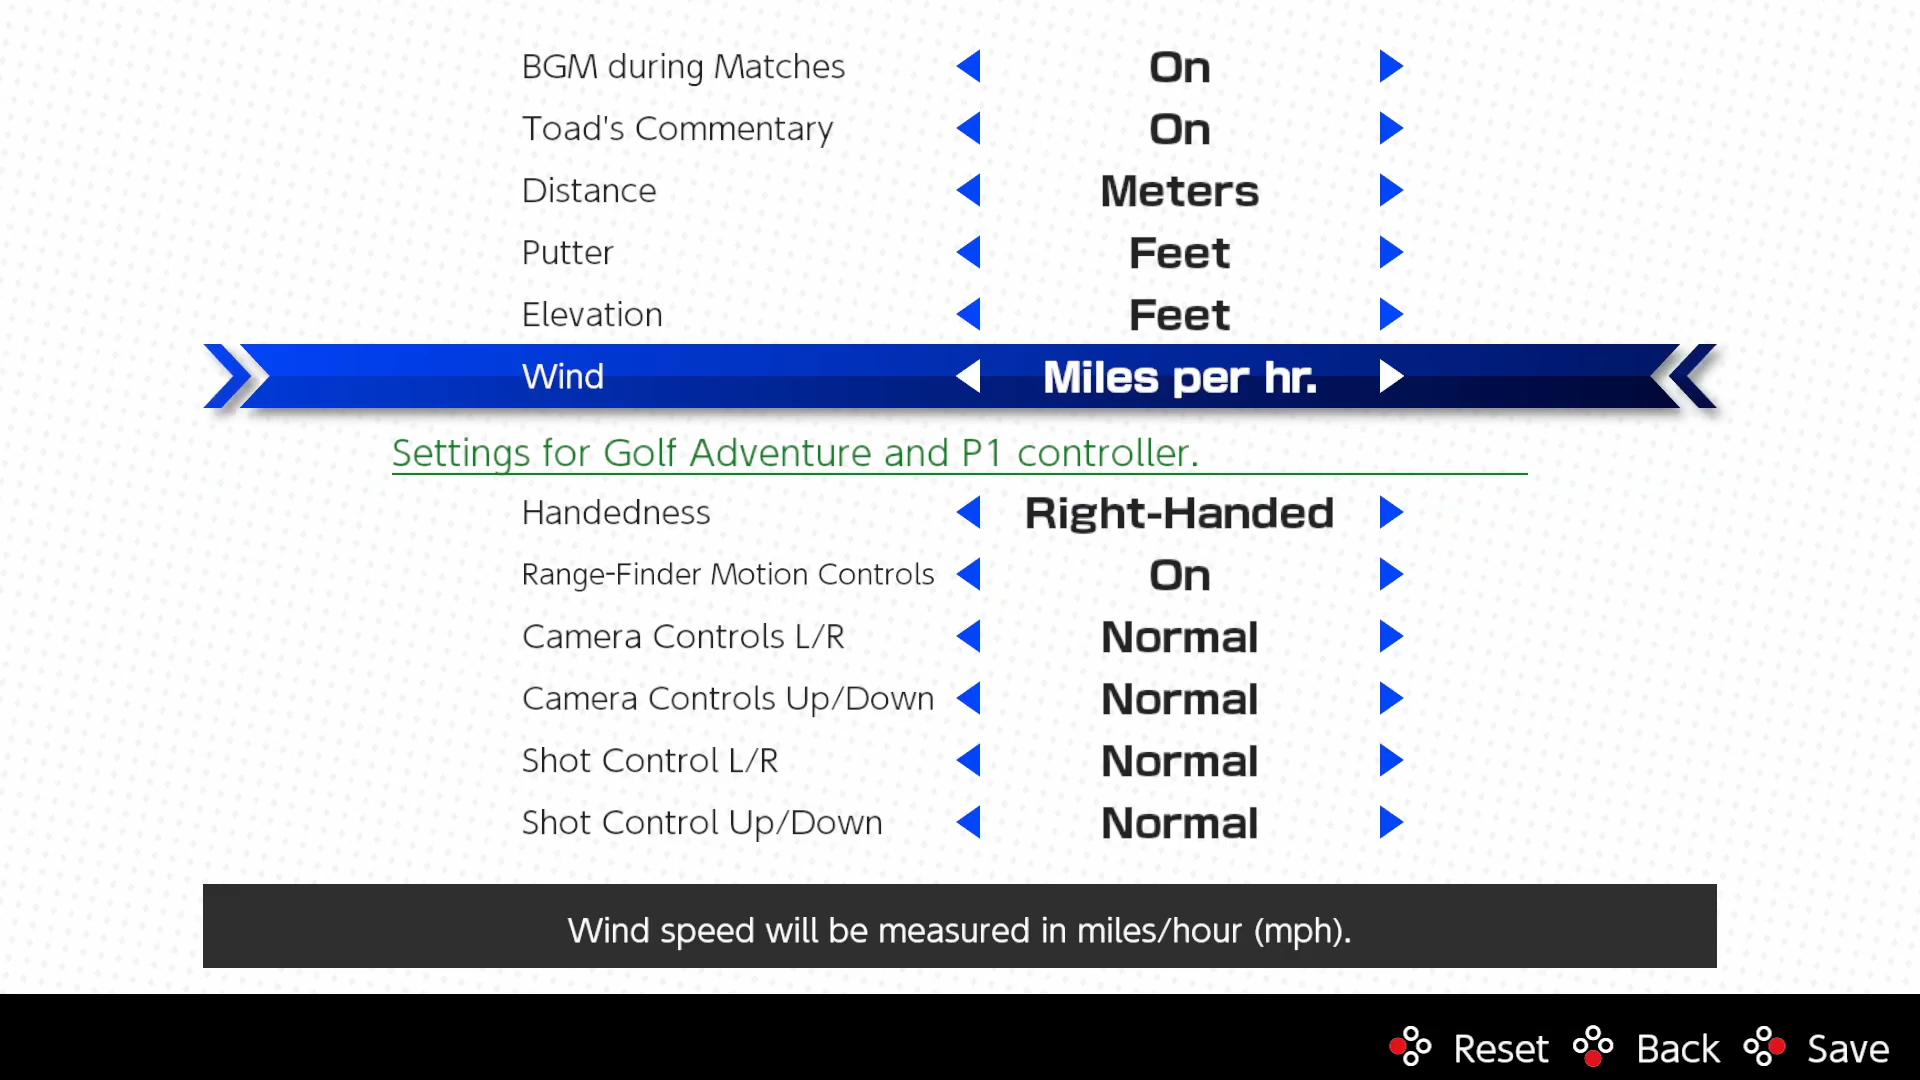 BGM during Matches On
Toad's Commentary On
Distance Meters
Putter Feet
Elevation Feet
Wind Miles per hr.
Settings for Golf Adventure and P1 controller.
Handedness Right-Handed
Range-Finder Motion Controls On
Camera Controls L/R Normal
Camera Controls Up/Down Normal
Shot Control L/R Normal
Shot Control Up/Down Normal
Wind speed will be measured in miles/hour (mph).
Reset Back Save